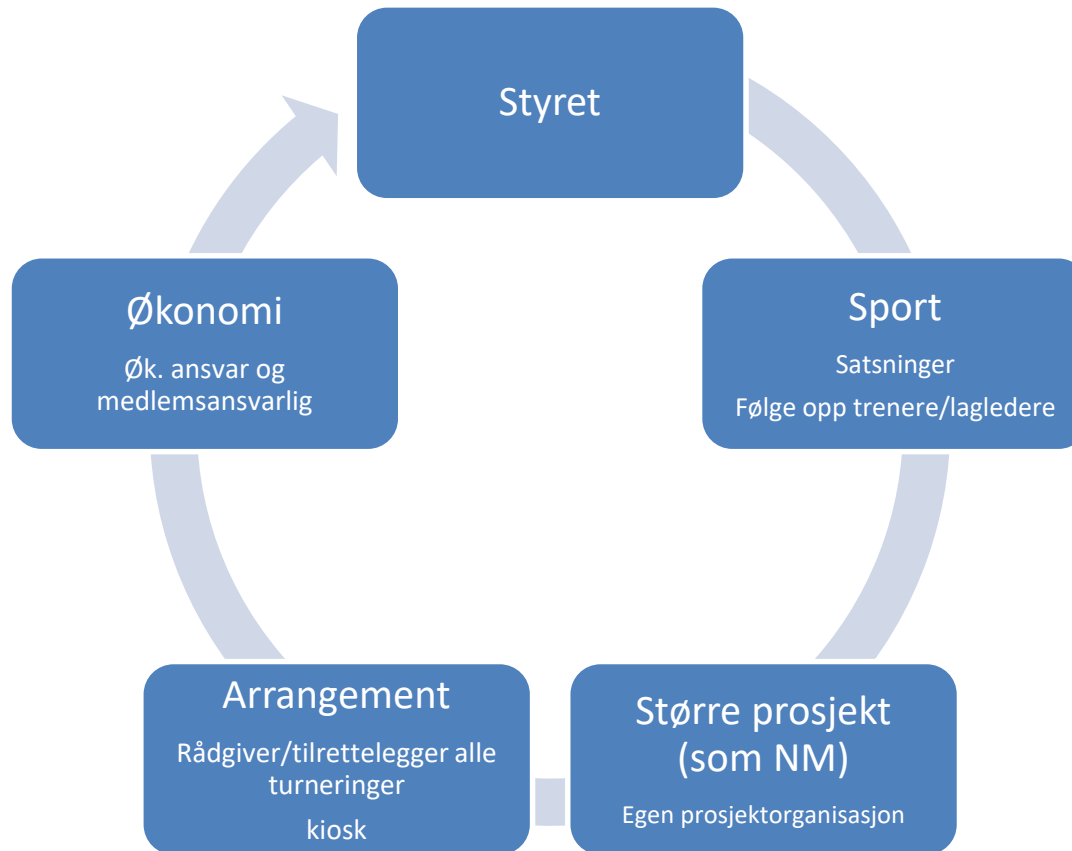 Styret
Sport
Satsninger
Følge opp trenere/lagledere
Større prosjekt
(som NM)
Egen prosjektorganisasjon
Arrangement
Rådgiver/tilrettelegger alle
turneringer
kiosk
Økonomi
Øk. ansvar og
medlemsansvarlig